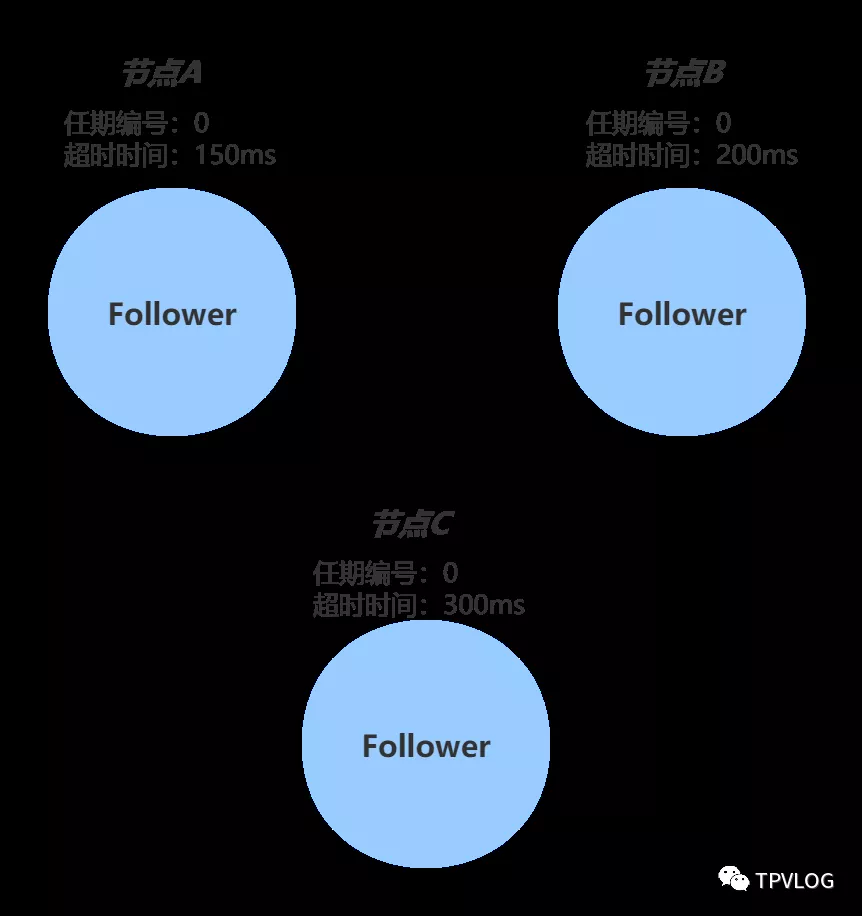 节点A
任期编号：0
超时时间：150ms
Follower
节点B
任期编号：0
超时时间：200ms
Follower
节点C
任期编号：0
超时时间：300ms
Follower
TPVLOG